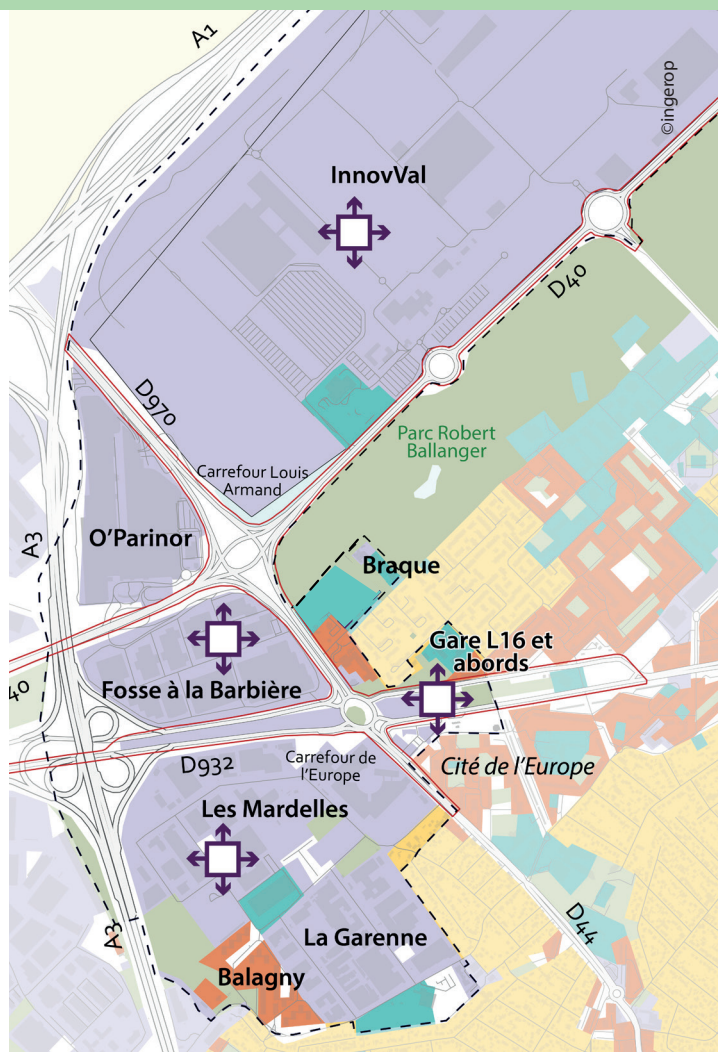 A1
©ingerop
InnovVal
D40
D970
Parc Robert
Ballanger
Carrefour Louis
Armand
A3
O'Parinor
Braque
Gare L16 et
abords
Fosse à la Barbière
40
D932
Carrefour de
l'Europe
Cité de l'Europe
Les Mardelles
D44
A3
La Garenne
Balagny